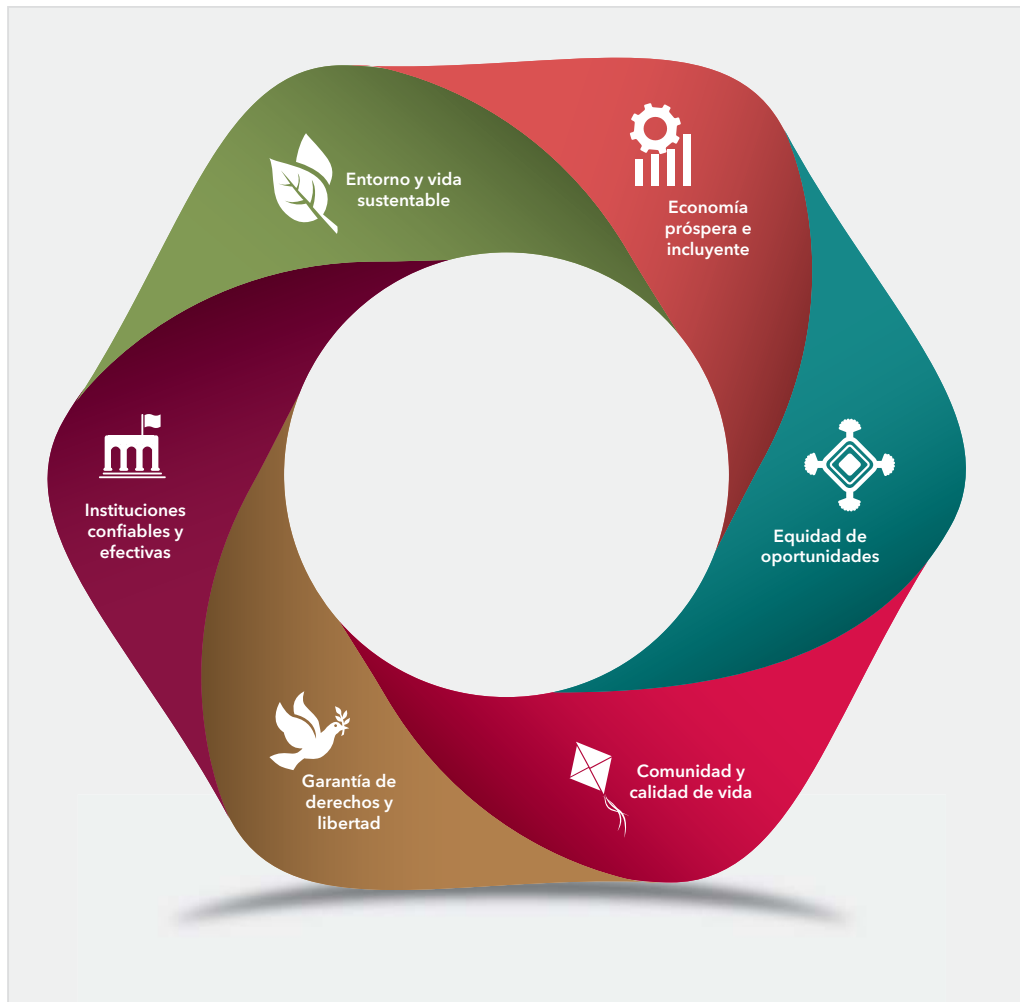 Entorno y vida
sustentable
Economía
próspera e
incluyente
Equidad de
oportunidades
Comunidad y
calidad de vida
Garantía de
derechos y
libertad
Instituciones
confiables y
efectivas